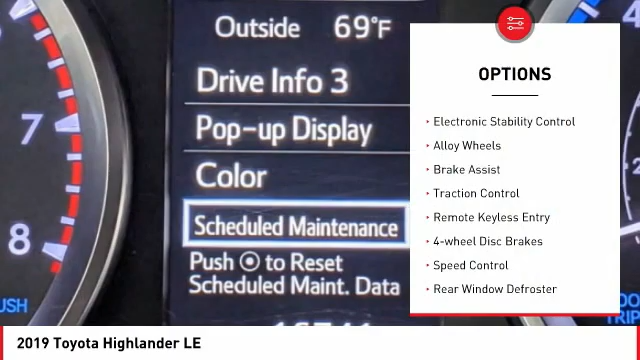 Outside 69°F
Drive Info 3
Pop-up Display
Color
Scheduled Maintenance
Push ⦿ to Reset
Scheduled Maint. Data
7
8
OPTIONS
• Electronic Stability Control
• Alloy Wheels
• Brake Assist
• Traction Control
• Remote Keyless Entry
• 4-wheel Disc Brakes
• Speed Control
• Rear Window Defroster
2019 Toyota Highlander LE